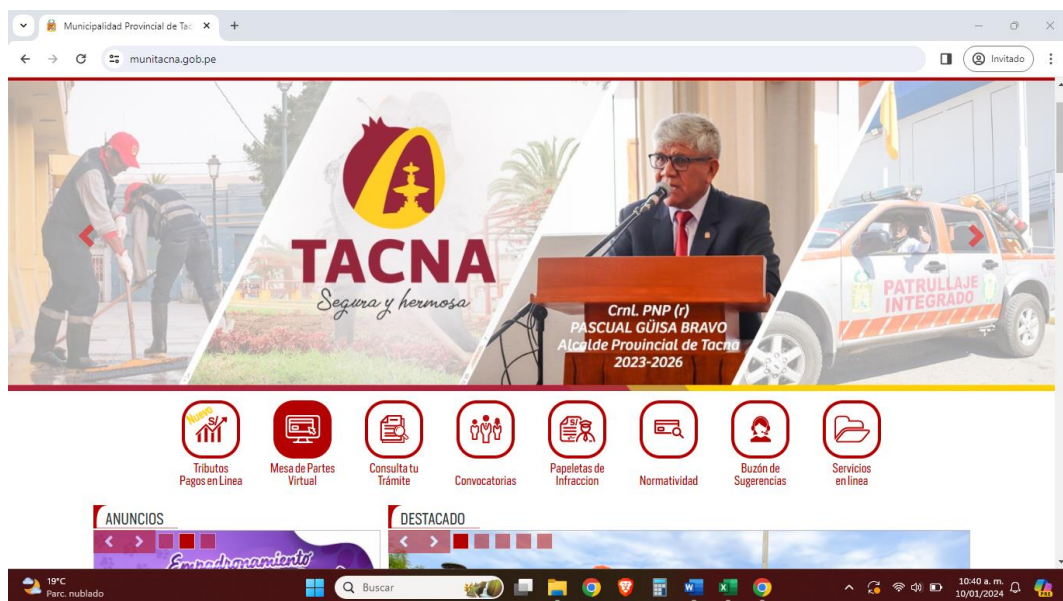 Municipalidad Provincial de Tac
munitacna.gob.pe
Invitado
TACNA
Segura y hermosa
Crnl. PNP (r)
PASCUAL GÜISA BRAVO
Alcalde Provincial de Tacna
2023-2026
PATRULLAJE
INTEGRADO
Nuevo
S/
S/
Tributos
Pagos en Linea
Mesa de Partes
Virtual
Consulta tu
Trámite
Convocatorias
Papeletas de
Infraccion
Normatividad
Buzón de
Sugerencias
Servicios
en linea
ANUNCIOS
DESTACADO
Empadronamiento
19°C
Parc. nublado
Buscar
10:40 a. m.
10/01/2024